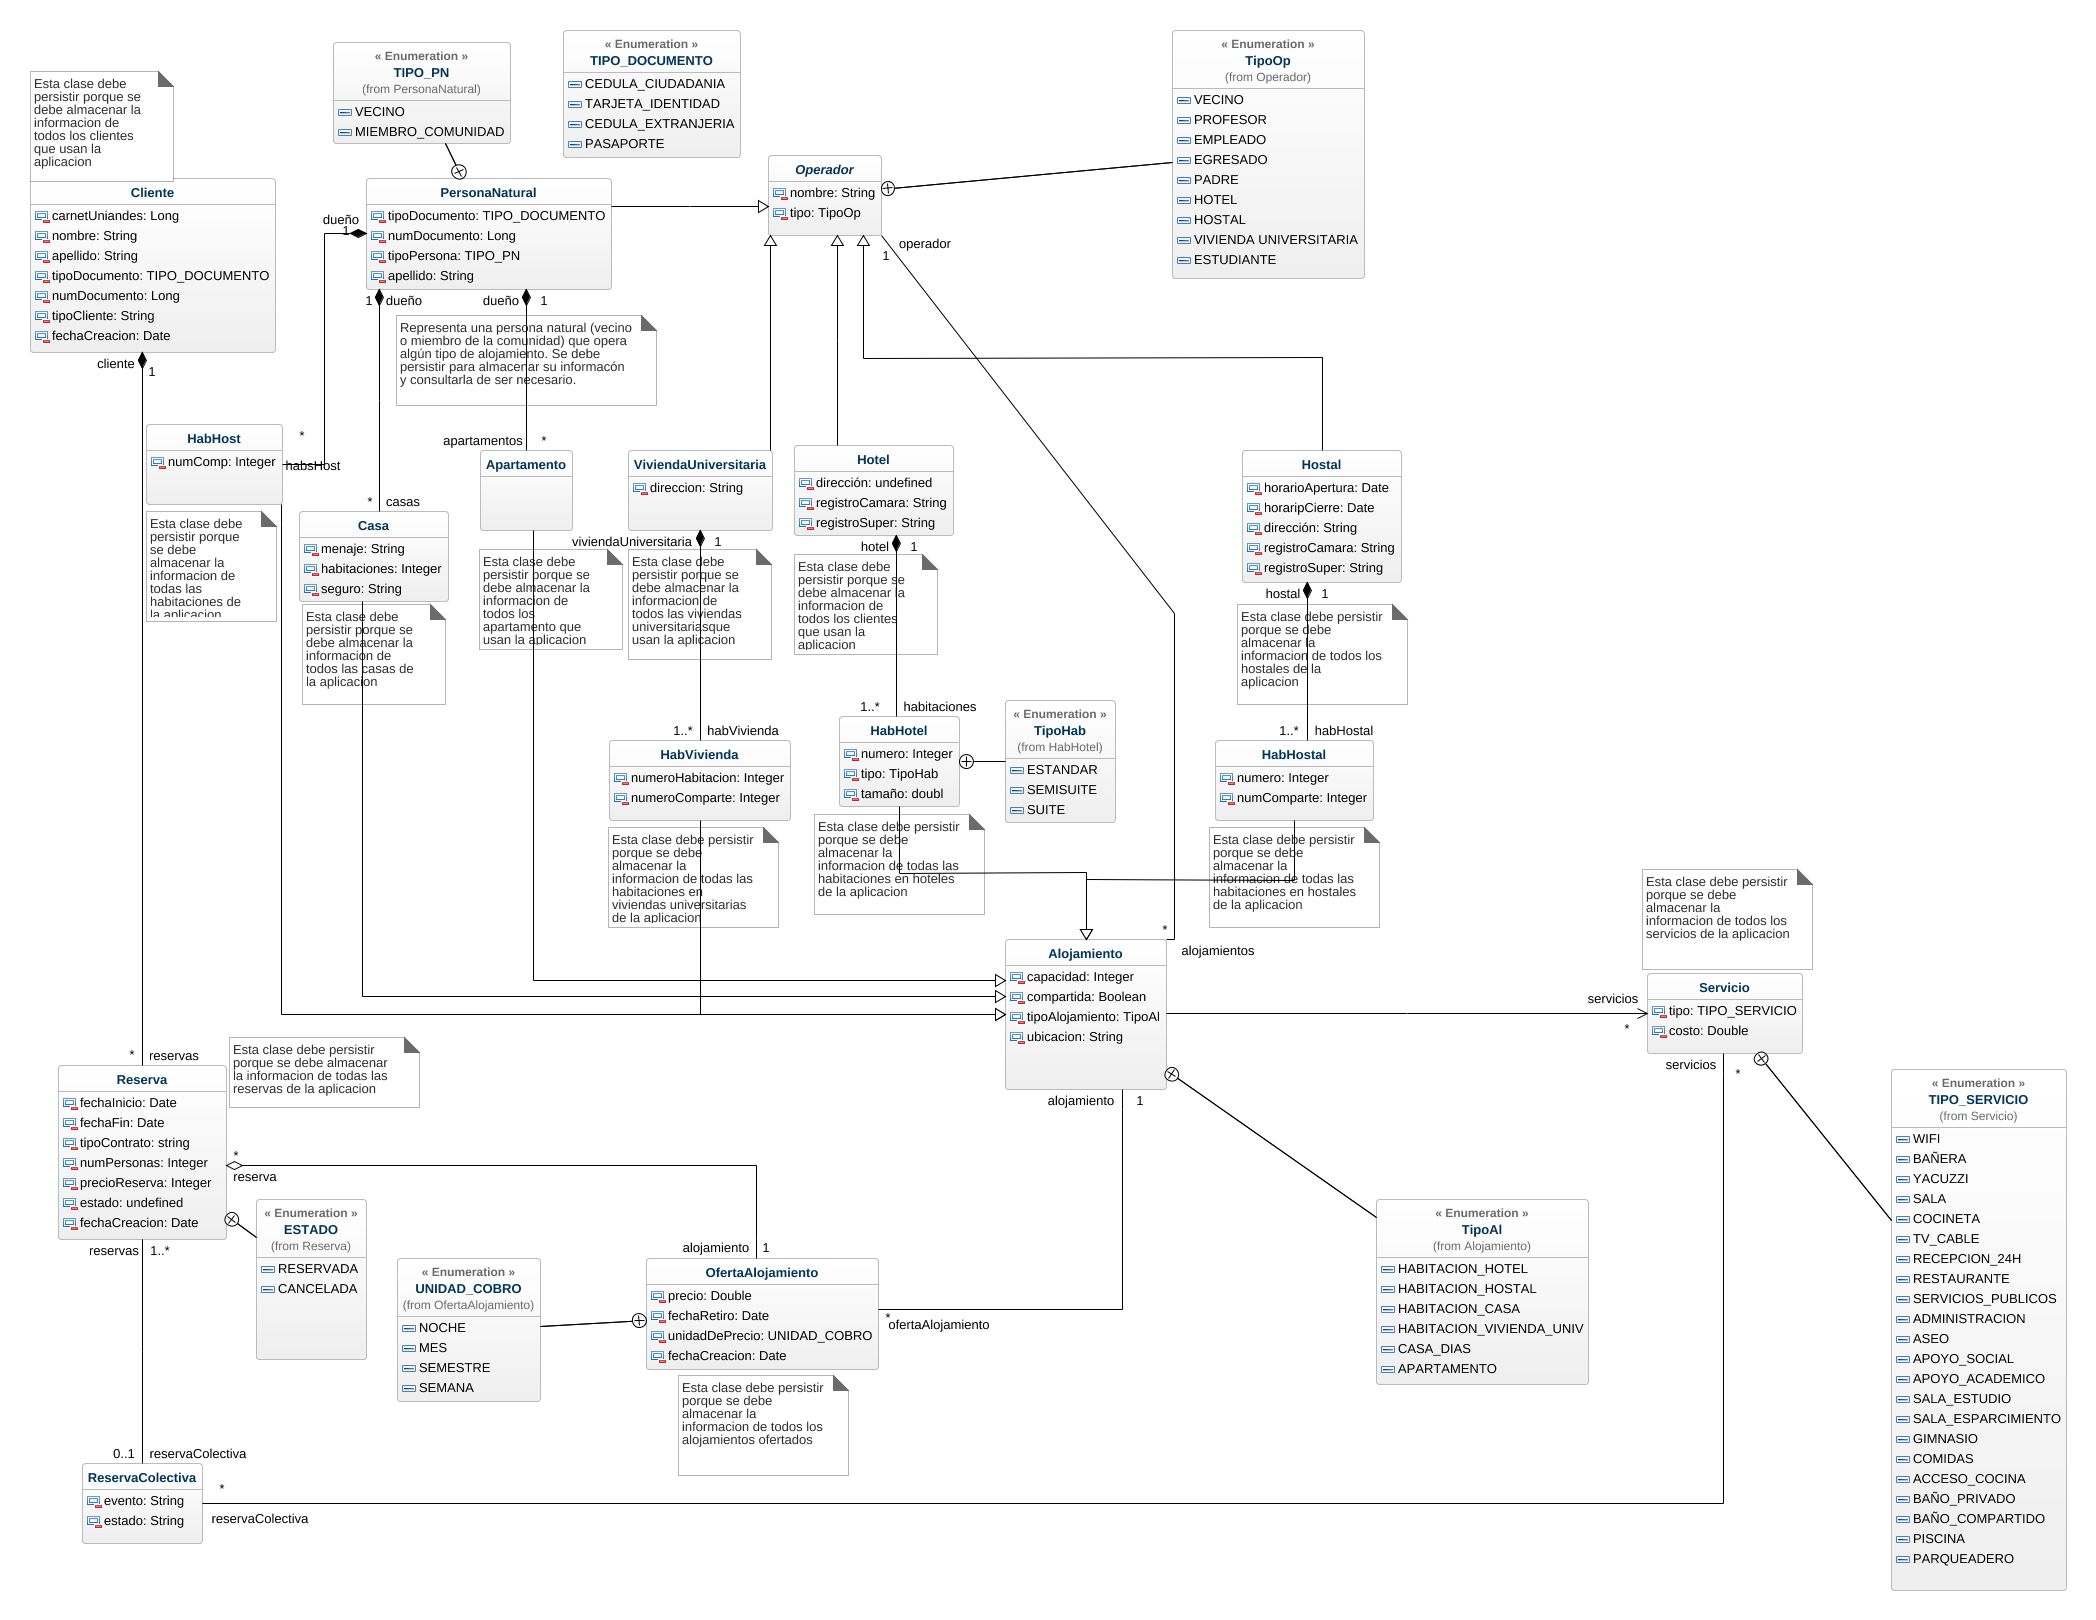 Esta clase debe
persistir porque se
debe almacenar la
informacion de
todos los clientes
que usan la
aplicacion
Cliente
carnetUniandes: Long
nombre: String
apellido: String
tipoDocumento: TIPO_DOCUMENTO
numDocumento: Long
tipoCliente: String
fechaCreacion: Date
cliente
1
« Enumeration »
TIPO_PN
(from PersonaNatural)
VECINO
MIEMBRO_COMUNIDAD
« Enumeration »
TIPO_DOCUMENTO
CEDULA_CIUDADANIA
TARJETA_IDENTIDAD
CEDULA_EXTRANJERIA
PASAPORTE
PersonaNatural
tipoDocumento: TIPO_DOCUMENTO
numDocumento: Long
tipoPersona: TIPO_PN
apellido: String
dueño
1
1 dueño
dueño 1
Representa una persona natural (vecino
o miembro de la comunidad) que opera
algún tipo de alojamiento. Se debe
persistir para almacenar su informacón
y consultarla de ser necesario.
Operador
nombre: String
tipo: TipoOp
operador
1
« Enumeration »
TipoOp
(from Operador)
VECINO
PROFESOR
EMPLEADO
EGRESADO
PADRE
HOTEL
HOSTAL
VIVIENDA UNIVERSITARIA
ESTUDIANTE
HabHost
numComp: Integer
*
habsHost
Esta clase debe
persistir porque
se debe
almacenar la
informacion de
todas las
habitaciones de
la aplicacion
* casas
Casa
menaje: String
habitaciones: Integer
seguro: String
Esta clase debe
persistir porque se
debe almacenar la
informacion de
todos las casas de
la aplicacion
apartamentos *
Apartamento
Esta clase debe
persistir porque se
debe almacenar la
informacion de
todos los
apartamento que
usan la aplicacion
ViviendaUniversitaria
direccion: String
viviendaUniversitaria 1
Esta clase debe
persistir porque se
debe almacenar la
informacion de
todos las viviendas
universitariasque
usan la aplicacion
Hotel
dirección: undefined
registroCamara: String
registroSuper: String
hotel 1
Esta clase debe
persistir porque se
debe almacenar la
informacion de
todos los clientes
que usan la
aplicacion
Hostal
horarioApertura: Date
horaripCierre: Date
dirección: String
registroCamara: String
registroSuper: String
hostal 1
Esta clase debe persistir
porque se debe
almacenar la
informacion de todos los
hostales de la
aplicacion
1..* habVivienda
HabVivienda
numeroHabitacion: Integer
numeroComparte: Integer
Esta clase debe persistir
porque se debe
almacenar la
informacion de todas las
habitaciones en
viviendas universitarias
de la aplicacion
1..* habitaciones
HabHotel
numero: Integer
tipo: TipoHab
tamaño: doubl
Esta clase debe persistir
porque se debe
almacenar la
informacion de todas las
habitaciones en hoteles
de la aplicacion
« Enumeration »
TipoHab
(from HabHotel)
ESTANDAR
SEMISUITE
SUITE
1..* habHostal
HabHostal
numero: Integer
numComparte: Integer
Esta clase debe persistir
porque se debe
almacenar la
informacion de todas las
habitaciones en hostales
de la aplicacion
*
alojamientos
Alojamiento
capacidad: Integer
compartida: Boolean
tipoAlojamiento: TipoAl
ubicacion: String
alojamiento 1
Esta clase debe persistir
porque se debe
almacenar la
informacion de todos los
servicios de la aplicacion
servicios
*
Servicio
tipo: TIPO_SERVICIO
costo: Double
servicios
*
« Enumeration »
TIPO_SERVICIO
(from Servicio)
WIFI
BAÑERA
YACUZZI
SALA
COCINETA
TV_CABLE
RECEPCION_24H
RESTAURANTE
SERVICIOS_PUBLICOS
ADMINISTRACION
ASEO
APOYO_SOCIAL
APOYO_ACADEMICO
SALA_ESTUDIO
SALA_ESPARCIMIENTO
GIMNASIO
COMIDAS
ACCESO_COCINA
BAÑO_PRIVADO
BAÑO_COMPARTIDO
PISCINA
PARQUEADERO
* reservas
Reserva
fechaInicio: Date
fechaFin: Date
tipoContrato: string
numPersonas: Integer
precioReserva: Integer
estado: undefined
fechaCreacion: Date
Esta clase debe persistir
porque se debe almacenar
la informacion de todas las
reservas de la aplicacion
*
reserva
reservas 1..*
« Enumeration »
ESTADO
(from Reserva)
RESERVADA
CANCELADA
« Enumeration »
UNIDAD_COBRO
(from OfertaAlojamiento)
NOCHE
MES
SEMESTRE
SEMANA
alojamiento 1
OfertaAlojamiento
precio: Double
fechaRetiro: Date
unidadDePrecio: UNIDAD_COBRO
fechaCreacion: Date
*
ofertaAlojamiento
Esta clase debe persistir
porque se debe
almacenar la
informacion de todos los
alojamientos ofertados
« Enumeration »
TipoAl
(from Alojamiento)
HABITACION_HOTEL
HABITACION_HOSTAL
HABITACION_CASA
HABITACION_VIVIENDA_UNIV
CASA_DIAS
APARTAMENTO
0..1 reservaColectiva
ReservaColectiva
evento: String
estado: String
*
reservaColectiva